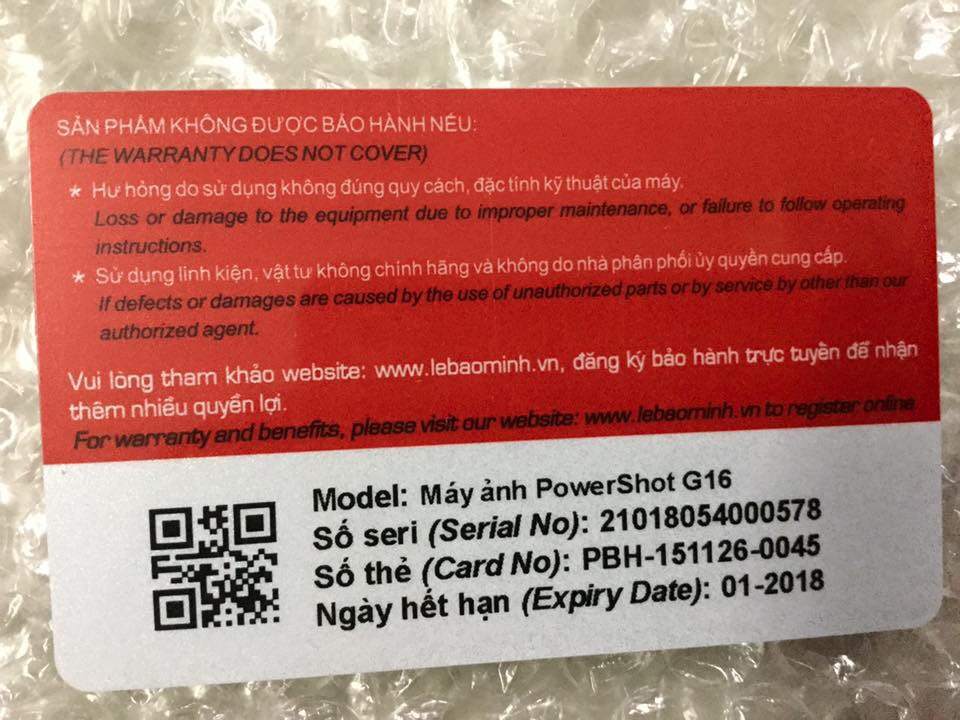 SẢN PHẨM KHÔNG ĐƯỢC BẢO HÀNH NẾU:
(THE WARRANTY DOES NOT COVER)
* Hư hỏng do sử dụng không đúng quy cách, đặc tính kỹ thuật của máy.
Loss or damage to the equipment due to improper maintenance, or failure to follow operating
instructions.
* Sử dụng linh kiện, vật tư không chính hãng và không do nhà phân phối ủy quyền cung cấp.
If defects or damages are caused by the use of unauthorized parts or by service by other than our
authorized agent.
Vui lòng tham khảo website: www.lebaominh.vn, đăng ký bảo hành trực tuyến để nhận
thêm nhiều quyền lợi.
For warranty and benefits, please visit our website: www.lebaominh.vn to register online
Model: Máy ảnh PowerShot G16
Số seri (Serial No): 21018054000578
Số thẻ (Card No): PBH-151126-0045
Ngày hết hạn (Expiry Date): 01-2018